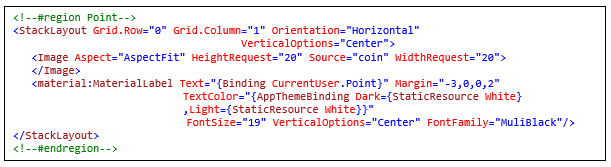 <!--#region Point-->
<StackLayout Grid.Row="0" Grid.Column="1" Orientation="Horizontal"
VerticalOptions="Center">
<Image Aspect="AspectFit" HeightRequest="20" Source="coin" WidthRequest="20">
</Image>
<material:MaterialLabel Text="{Binding CurrentUser.Point}" Margin="-3,0,0,2"
TextColor="{AppThemeBinding Dark={StaticResource White}
,Light={StaticResource White}}"
FontSize="19" VerticalOptions="Center" FontFamily="MuliBlack"/>
</StackLayout>
<!--#endregion-->